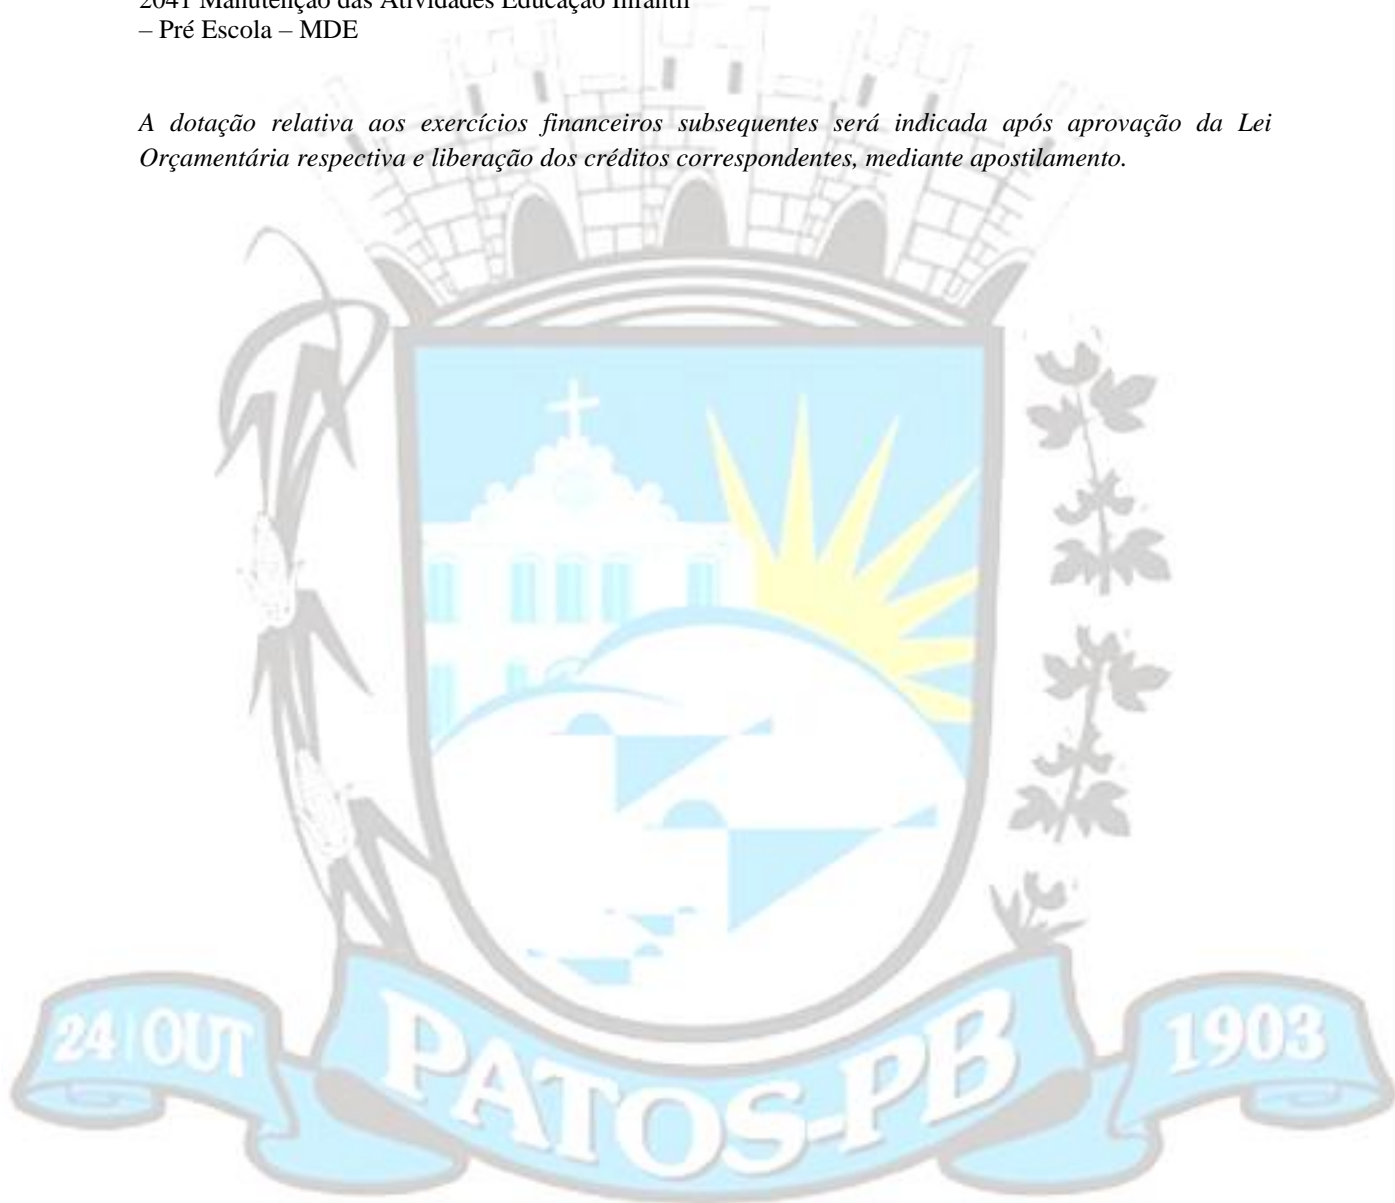 2041 Manutenção das Atividades Educação Infantil
– Pré Escola – MDE
A dotação relativa aos exercícios financeiros subsequentes será indicada após aprovação da Lei
Orçamentária respectiva e liberação dos créditos correspondentes, mediante apostilamento.
24 OUT
PATOS-PB
1903